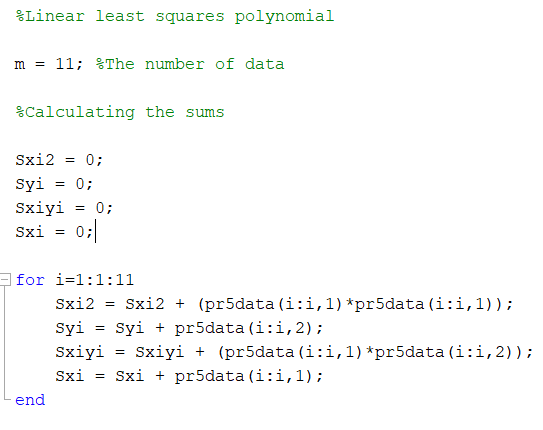 %Linear least squares polynomial
m = 11; %The number of data
%Calculating the sums
Sxi2 = 0;
Syi = 0;
Sxiyi = 0;
Sxi = 0;
for i=1:1:11
Sxi2 = Sxi2 + (pr5data(i:i,1)*pr5data(i:i,1));
Syi = Syi + pr5data(i:i,2);
Sxiyi = Sxiyi + (pr5data(i:i,1)*pr5data(i:i,2));
Sxi = Sxi + pr5data(i:i,1);
end